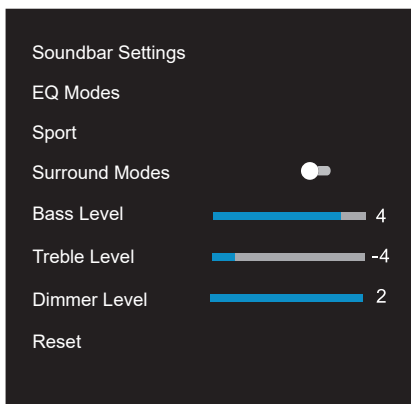 Soundbar Settings
EQ Modes
Sport
Surround Modes
Bass Level 4
Treble Level -4
Dimmer Level 2
Reset